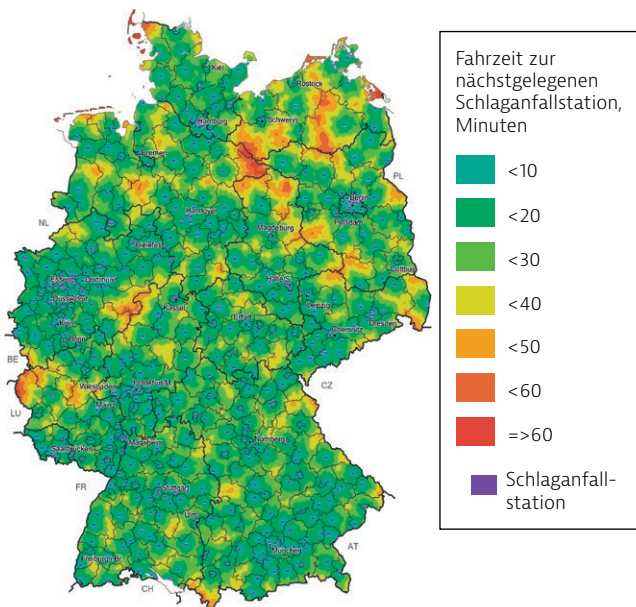 Kiel
Rostock
Hamburg
Schwerin
Bremen
PL
Berlin
Hannover
Potsdam
NL
Magdeburg
Bielefeld
Cottbus
Essen
Dortmund
Halle/S.
Düsseldorf
Leipzig
Kassel
Köln
Erfurt
Dresden
Chemnitz
Bonn
BE
Wiesbaden
Frankfurt/M.
CZ
LU
Mainz
Mannheim
Nürnberg
Saarbrücken
FR
Stuttgart
Ulm
München
AT
Freiburg i.Br.
CH
Fahrzeit zur
nächstgelegenen
Schlaganfallstation,
Minuten
<10
<20
<30
<40
<50
<60
=>60
Schlaganfall-
station